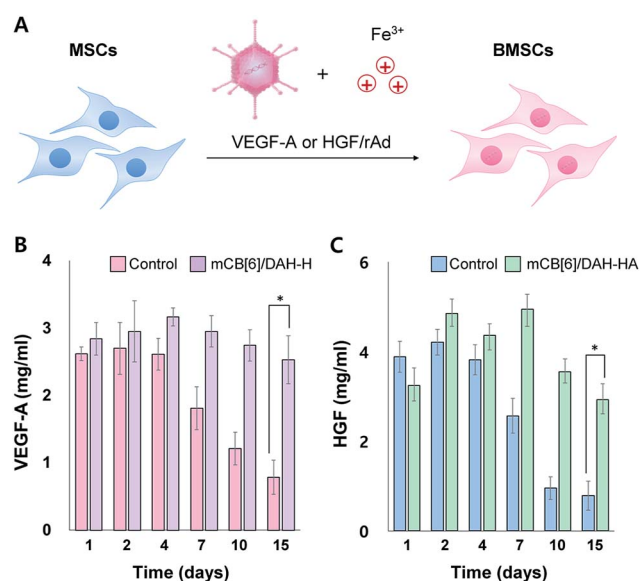 A
MSCs
Fe³⁺
BMSCs
+
VEGF-A or HGF/rAd
B
Control
mCB[6]/DAH-H
VEGF-A (mg/ml)
4
3
2
1
0
*
1 2 4 7 10 15
Time (days)
C
Control
mCB[6]/DAH-HA
HGF (mg/ml)
6
4
2
0
*
1 2 4 7 10 15
Time (days)